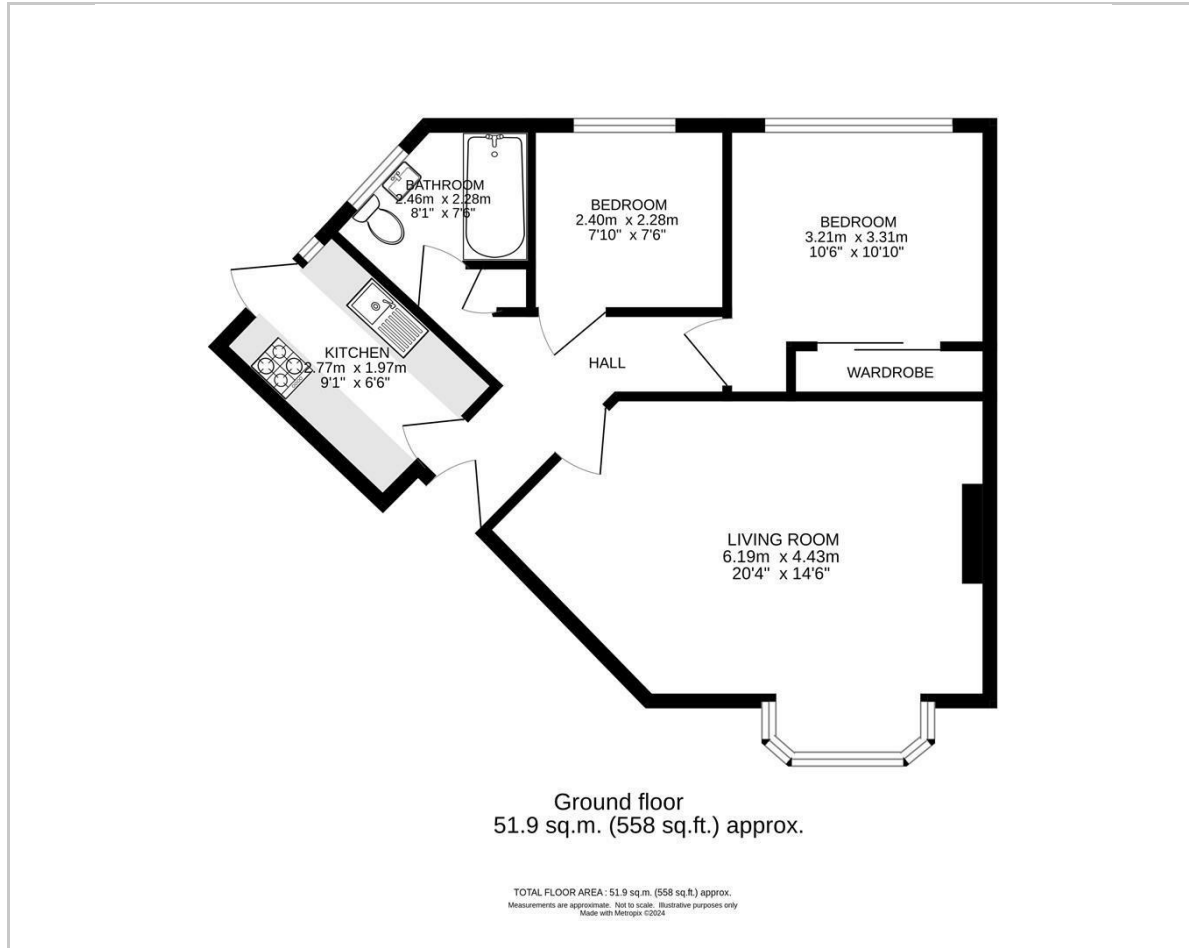 BATHROOM
2.46m x 2.28m
8'1" x 7'6"
BEDROOM
2.40m x 2.28m
7'10" x 7'6"
BEDROOM
3.21m x 3.31m
10'6" x 10'10"
KITCHEN
2.77m x 1.97m
9'1" x 6'6"
HALL
WARDROBE
LIVING ROOM
6.19m x 4.43m
20'4" x 14'6"
Ground floor
51.9 sq.m. (558 sq.ft.) approx.
TOTAL FLOOR AREA : 51.9 sq.m. (558 sq.ft.) approx.
Measurements are approximate. Not to scale. Illustrative purposes only
Made with Metropix ©2024